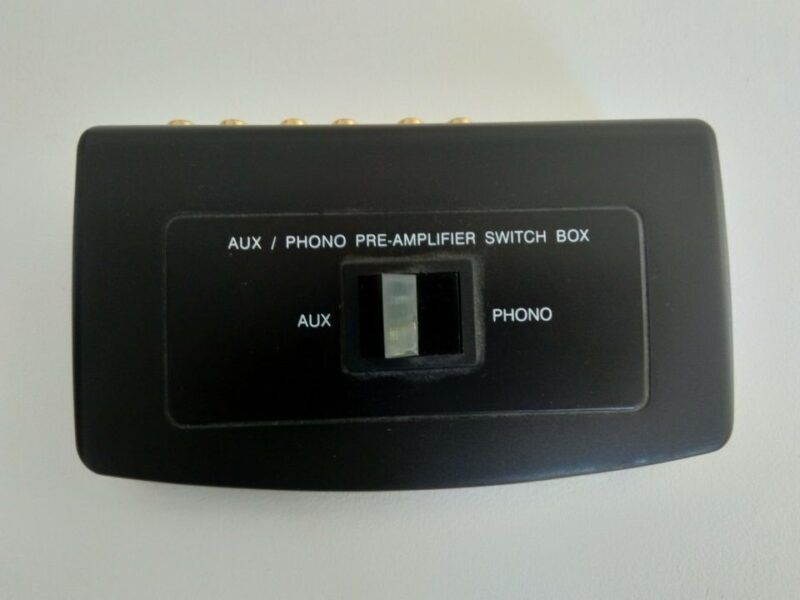 AUX / PHONO PRE-AMPLIFIER SWITCH BOX
AUX
PHONO